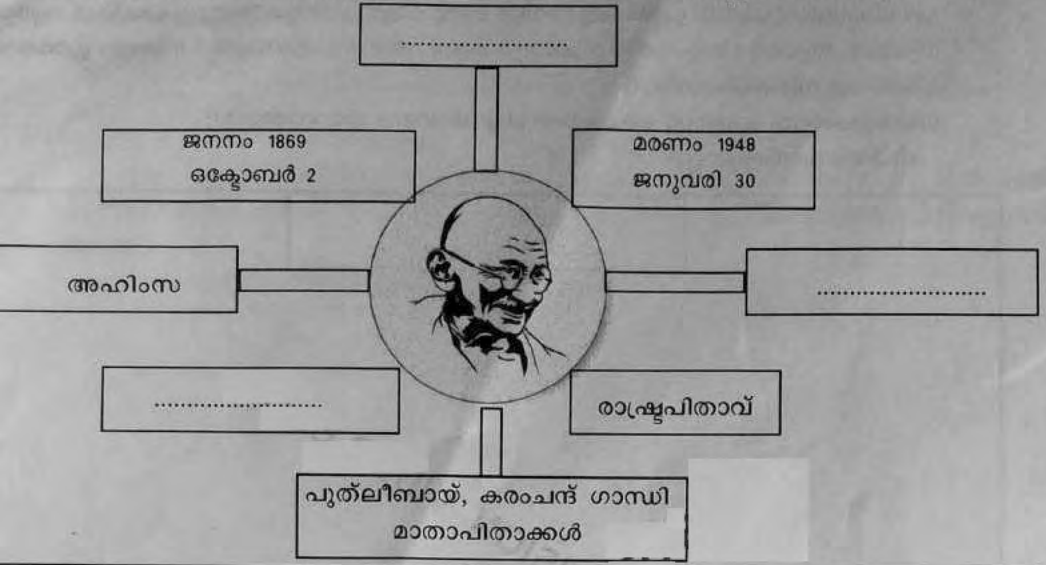 ........................
ജനനം 1869
ഒക്ടോബർ 2
മരണം 1948
ജനുവരി 30
അഹിംസ
........................
........................
രാഷ്ട്രപിതാവ്
പുത്‌ലീബായ്, കരംചന്ദ് ഗാന്ധി
മാതാപിതാക്കൾ